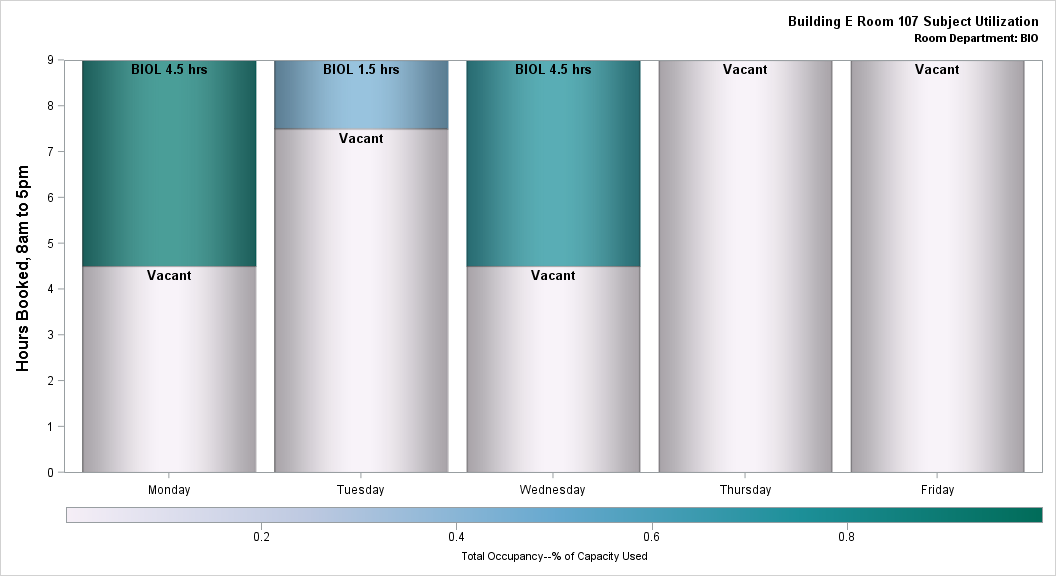 Building E Room 107 Subject Utilization
Room Department: BIO
Hours Booked, 8am to 5pm
9
8
7
6
5
4
3
2
1
0
BIOL 4.5 hrs
Vacant
BIOL 1.5 hrs
Vacant
BIOL 4.5 hrs
Vacant
Vacant
Vacant
Monday Tuesday Wednesday Thursday Friday
0.2 0.4 0.6 0.8
Total Occupancy--% of Capacity Used